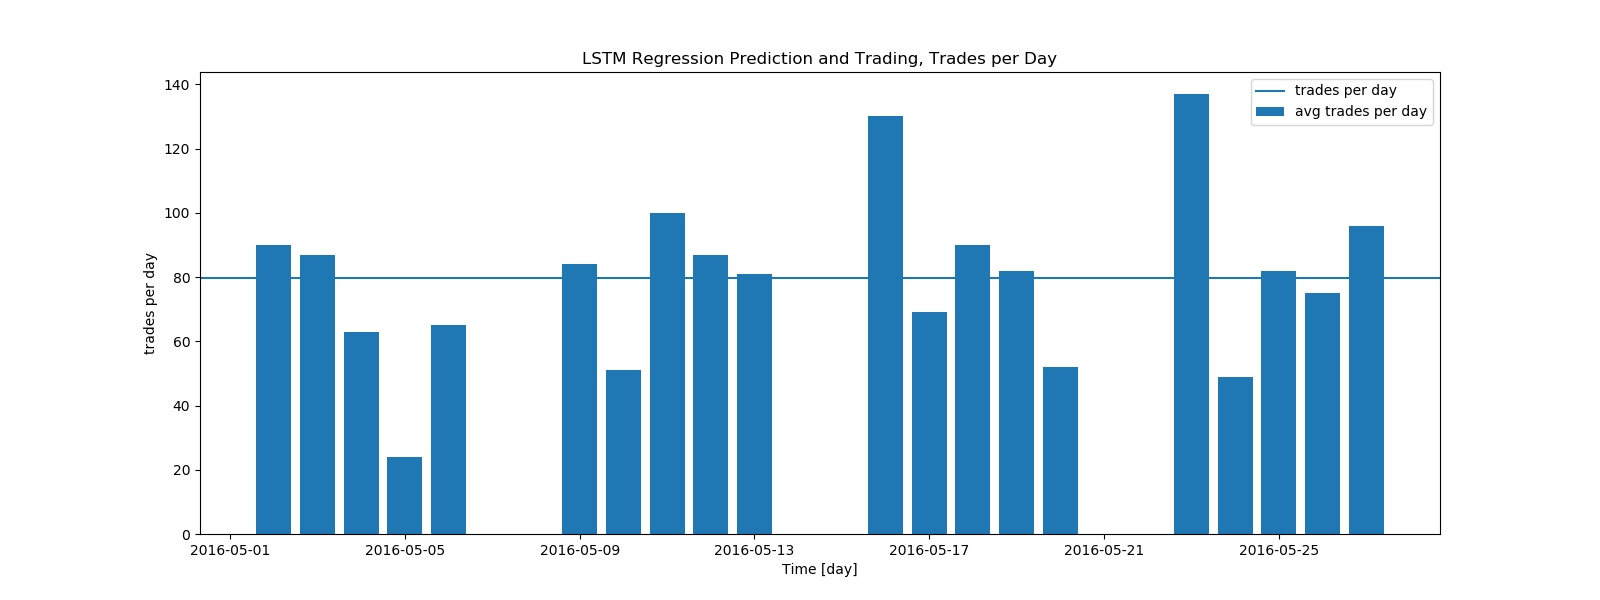 LSTM Regression Prediction and Trading, Trades per Day
trades per day
avg trades per day
140
120
100
80
60
40
20
0
trades per day
2016-05-01 2016-05-05 2016-05-09 2016-05-13 2016-05-17 2016-05-21 2016-05-25
Time [day]